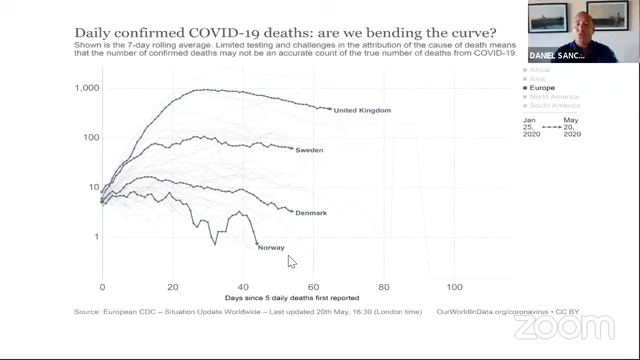 Daily confirmed COVID-19 deaths: are we bending the curve?
Shown is the 7-day rolling average. Limited testing and challenges in the attribution of the cause of death means
that the number of confirmed deaths may not be an accurate count of the true number of deaths from COVID-19.
DANIEL SANC...
Africa
Asia
Europe
North America
South America
Jan 25, 2020
May 20, 2020
1,000
100
10
1
United Kingdom
Sweden
Denmark
Norway
0
20
40
60
80
100
Days since 5 daily deaths first reported
Source: European CDC – Situation Update Worldwide – Last updated 20th May, 16:30 (London time)
OurWorldInData.org/coronavirus • CC BY
zoom